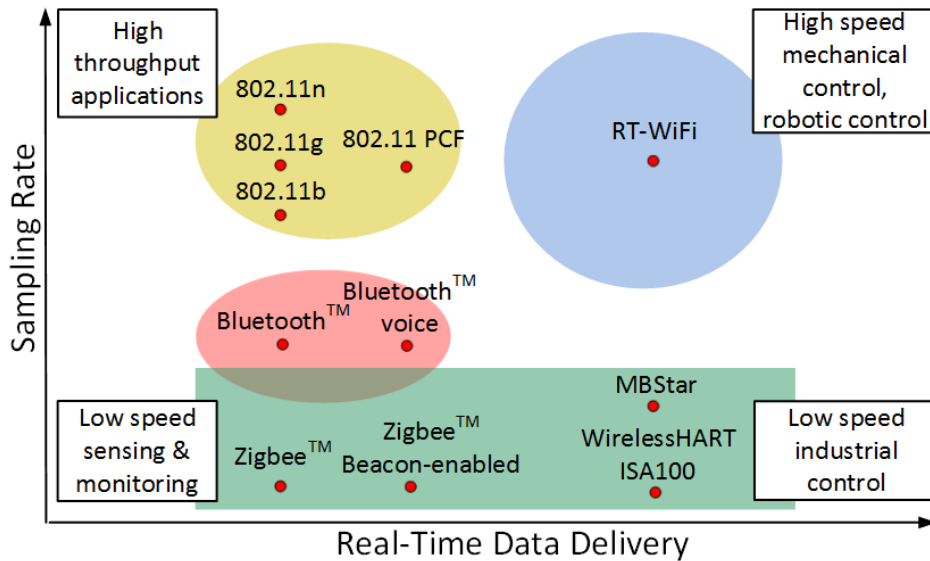 High
throughput
applications
802.11n
802.11g
802.11 PCF
802.11b
RT-WiFi
High speed
mechanical
control,
robotic control
Bluetooth™
Bluetooth™
voice
MBStar
WirelessHART
ISA100
Low speed
sensing &
monitoring
Zigbee™
Zigbee™
Beacon-enabled
Low speed
industrial
control
Sampling Rate
Real-Time Data Delivery